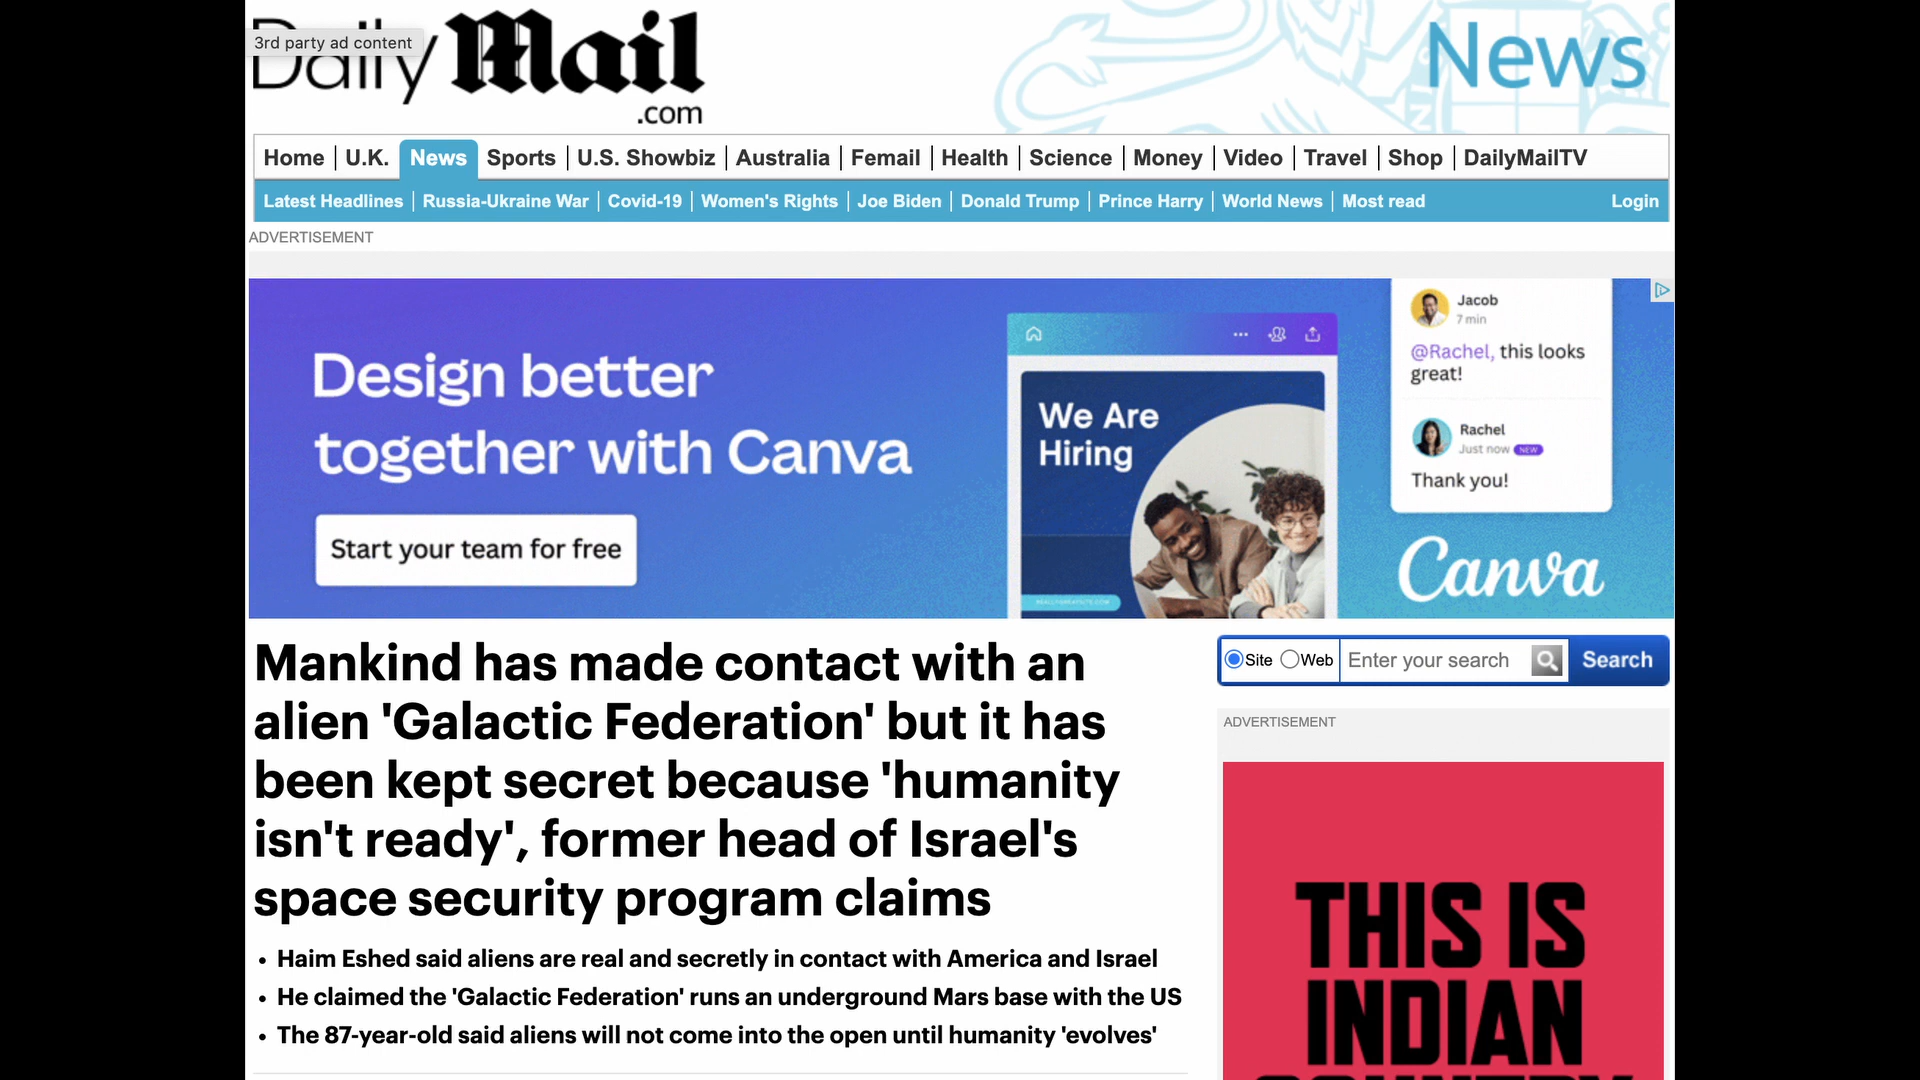 Daily Mail
3rd party ad content
.com
News
Home U.K. News Sports U.S. Showbiz Australia Femail Health Science Money Video Travel Shop DailyMailTV
Latest Headlines Russia-Ukraine War Covid-19 Women's Rights Joe Biden Donald Trump Prince Harry World News Most read Login
ADVERTISEMENT
Design better
together with Canva
Start your team for free
We Are
Hiring
Jacob
7 min
@Rachel, this looks
great!
Rachel
Just now NEW
Thank you!
Canva
Mankind has made contact with an
alien 'Galactic Federation' but it has
been kept secret because 'humanity
isn't ready', former head of Israel's
space security program claims
• Haim Eshed said aliens are real and secretly in contact with America and Israel
• He claimed the 'Galactic Federation' runs an underground Mars base with the US
• The 87-year-old said aliens will not come into the open until humanity 'evolves'
Site Web Enter your search Search
ADVERTISEMENT
THIS IS
INDIAN
COUNTRY